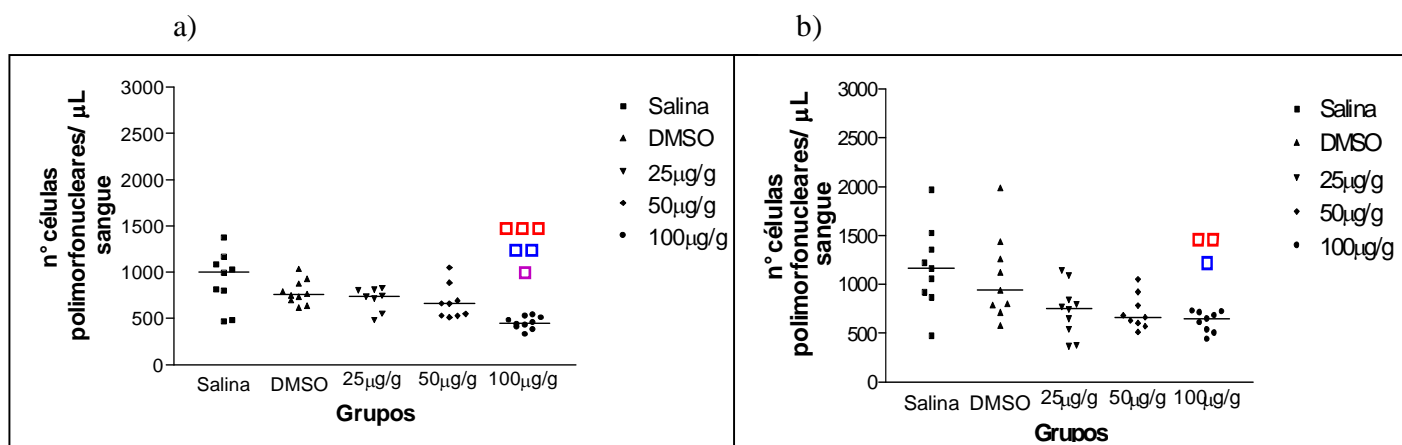 a)
b)
n° células
polimorfonucleares/ µL
sangue
3000
2500
2000
1500
1000
500
0
Salina
DMSO
25µg/g
50µg/g
100µg/g
Grupos
Salina
DMSO
25µg/g
50µg/g
100µg/g
n° células
polimorfonucleares/ µL
sangue
3000
2500
2000
1500
1000
500
0
Salina
DMSO
25µg/g
50µg/g
100µg/g
Grupos
Salina
DMSO
25µg/g
50µg/g
100µg/g